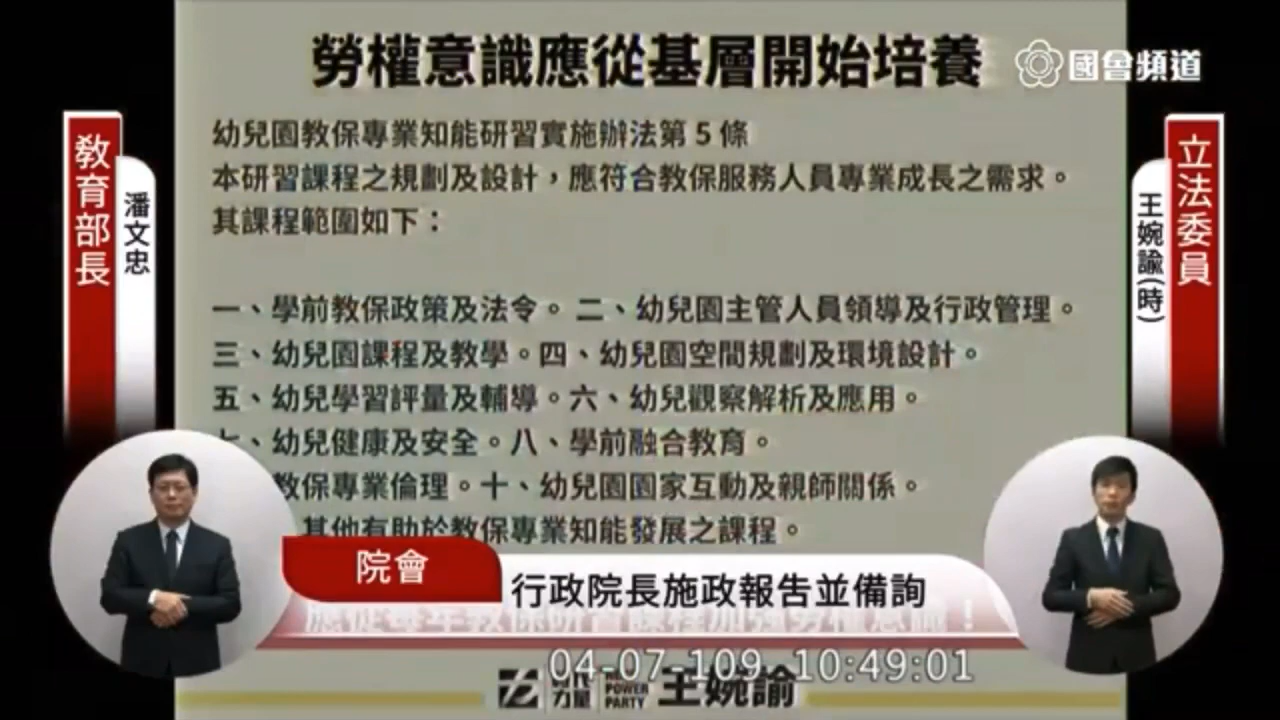 勞權意識應從基層開始培養
國會頻道
幼兒園教保專業知能研習實施辦法第 5 條
本研習課程之規劃及設計，應符合教保服務人員專業成長之需求。
其課程範圍如下：
一、學前教保政策及法令。 二、幼兒園主管人員領導及行政管理。
三、幼兒園課程及教學。四、幼兒園空間規劃及環境設計。
五、幼兒學習評量及輔導。六、幼兒觀察解析及應用。
七、幼兒健康及安全。八、學前融合教育。
教保專業倫理。十、幼兒園園家互動及親師關係。
其他有助於教保專業知能發展之課程。
教育部長
潘文忠
立法委員
王婉諭(時)
院會
行政院長施政報告並備詢
04-07-109 10:49:01
力量
POWER
PARTY
王婉諭